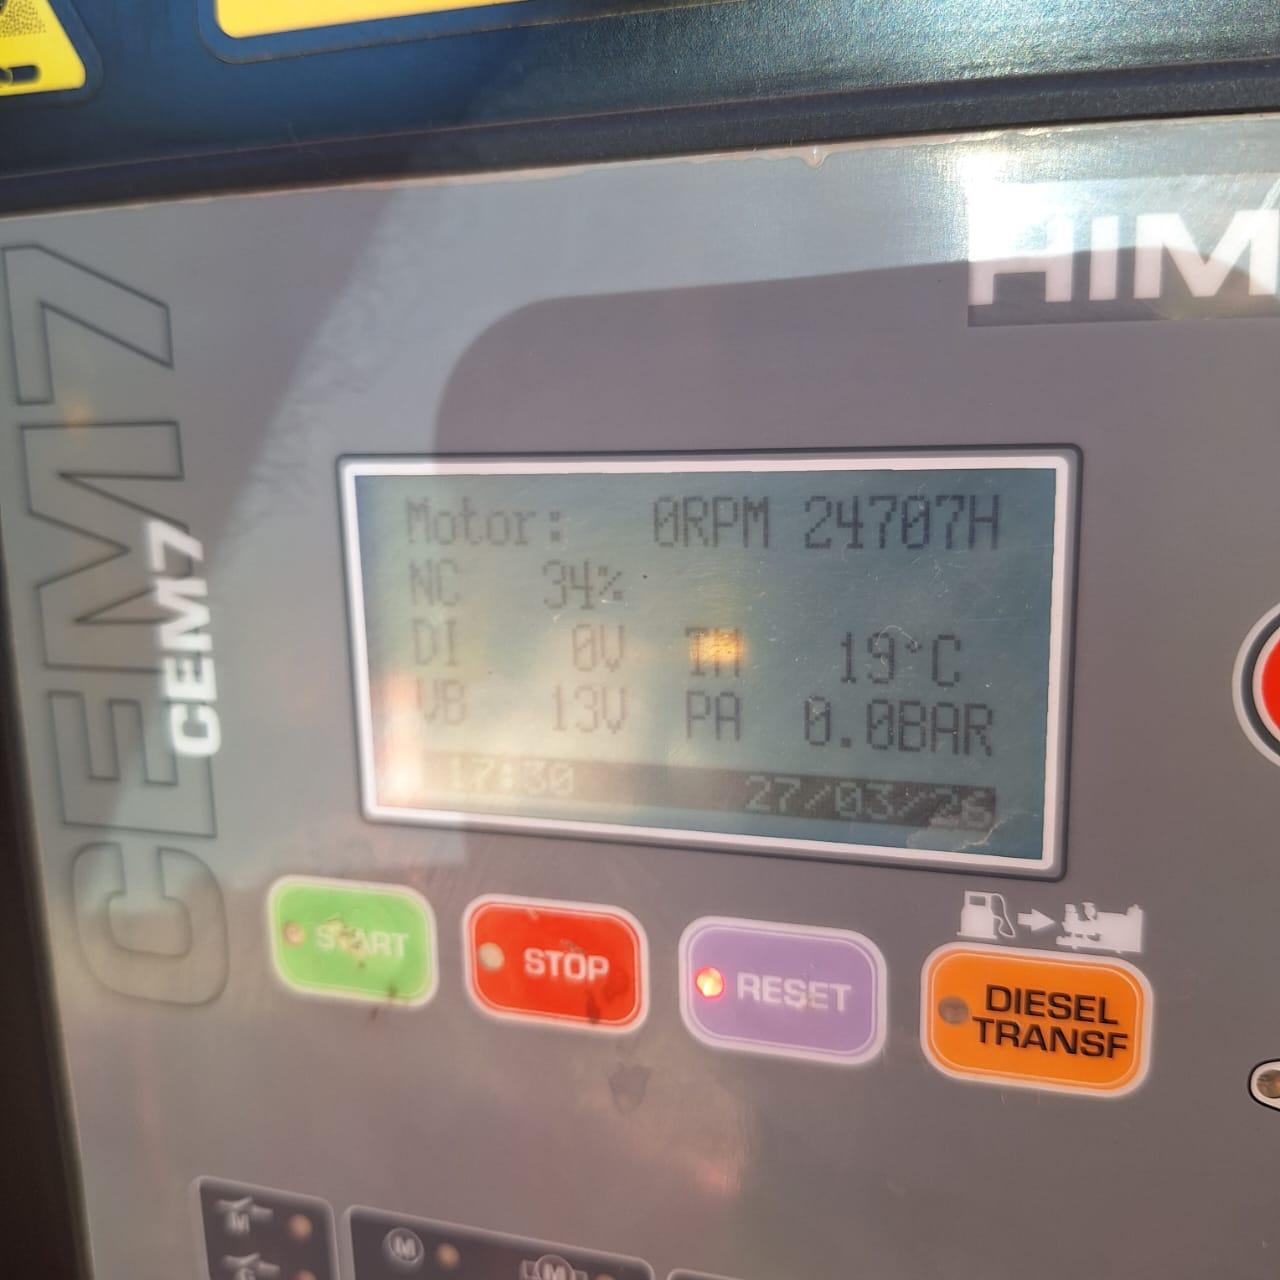 HIM
CEM7
CEM7
Motor: 0RPM 24707H
NC 34%
DI 0V TM 19°C
VB 13V PA 0.0BAR
17:30 27/03/26
START
STOP
RESET
DIESEL
TRANSF
M
M
M
G